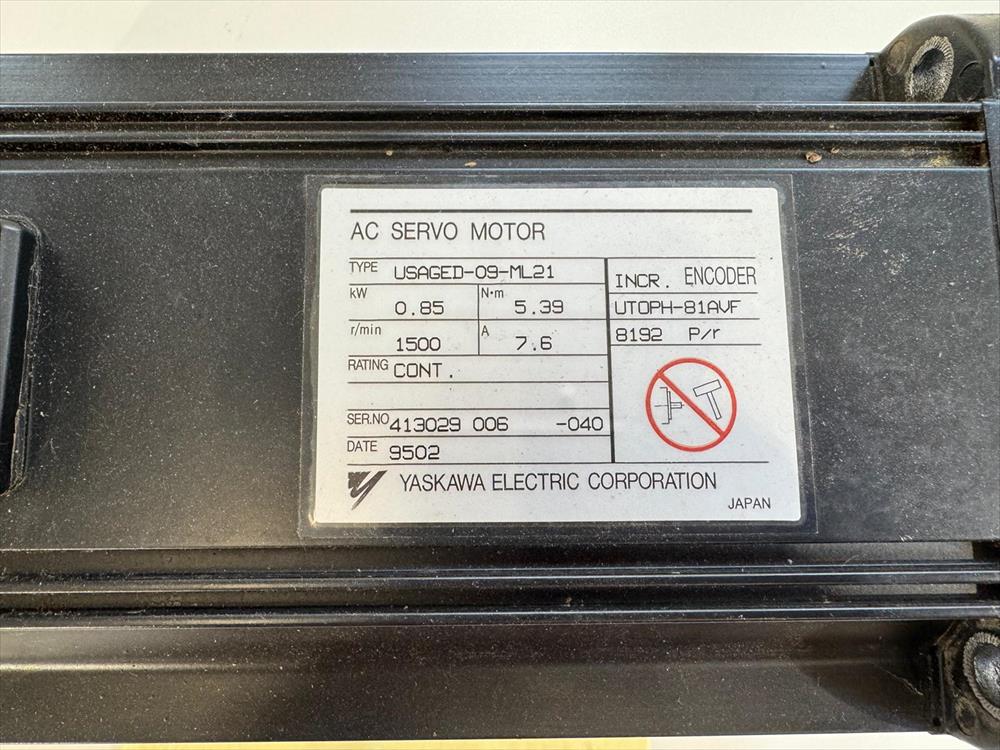 AC SERVO MOTOR
TYPE USAGED-09-ML21
kW 0.85 N·m 5.39
r/min 1500 A 7.6
RATING CONT.
SER.NO 413029 006 -040
DATE 9502
INCR. ENCODER
UTOPH-81AVF
8192 P/r
YASKAWA ELECTRIC CORPORATION
JAPAN